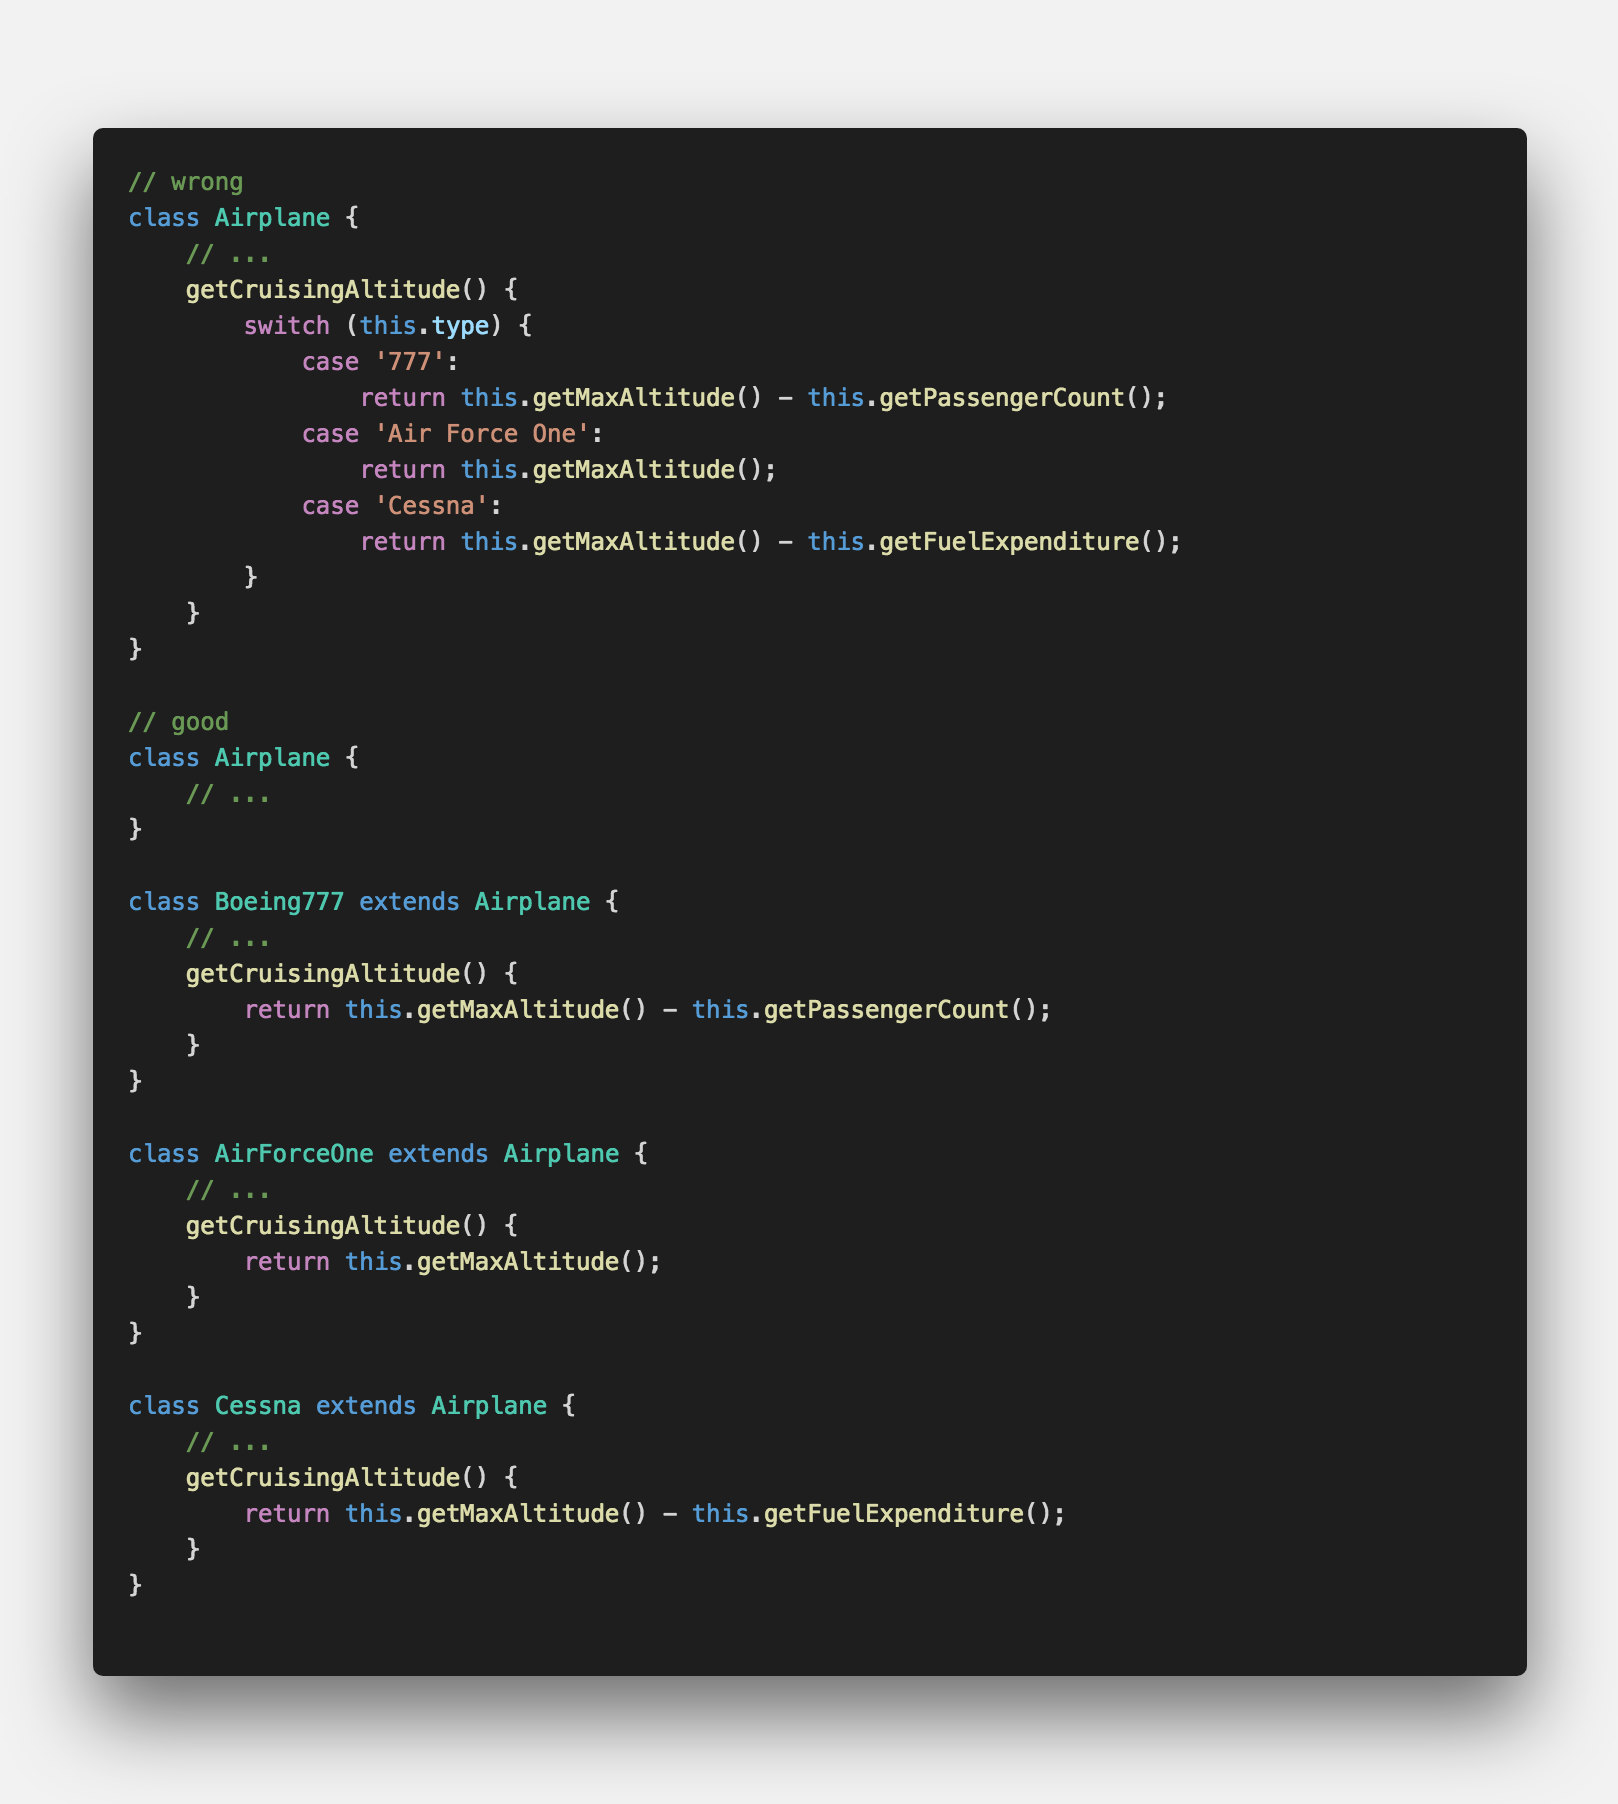 // wrong
class Airplane {
    // ...
    getCruisingAltitude() {
        switch (this.type) {
            case '777':
                return this.getMaxAltitude() - this.getPassengerCount();
            case 'Air Force One':
                return this.getMaxAltitude();
            case 'Cessna':
                return this.getMaxAltitude() - this.getFuelExpenditure();
        }
    }
}

// good
class Airplane {
    // ...
}

class Boeing777 extends Airplane {
    // ...
    getCruisingAltitude() {
        return this.getMaxAltitude() - this.getPassengerCount();
    }
}

class AirForceOne extends Airplane {
    // ...
    getCruisingAltitude() {
        return this.getMaxAltitude();
    }
}

class Cessna extends Airplane {
    // ...
    getCruisingAltitude() {
        return this.getMaxAltitude() - this.getFuelExpenditure();
    }
}